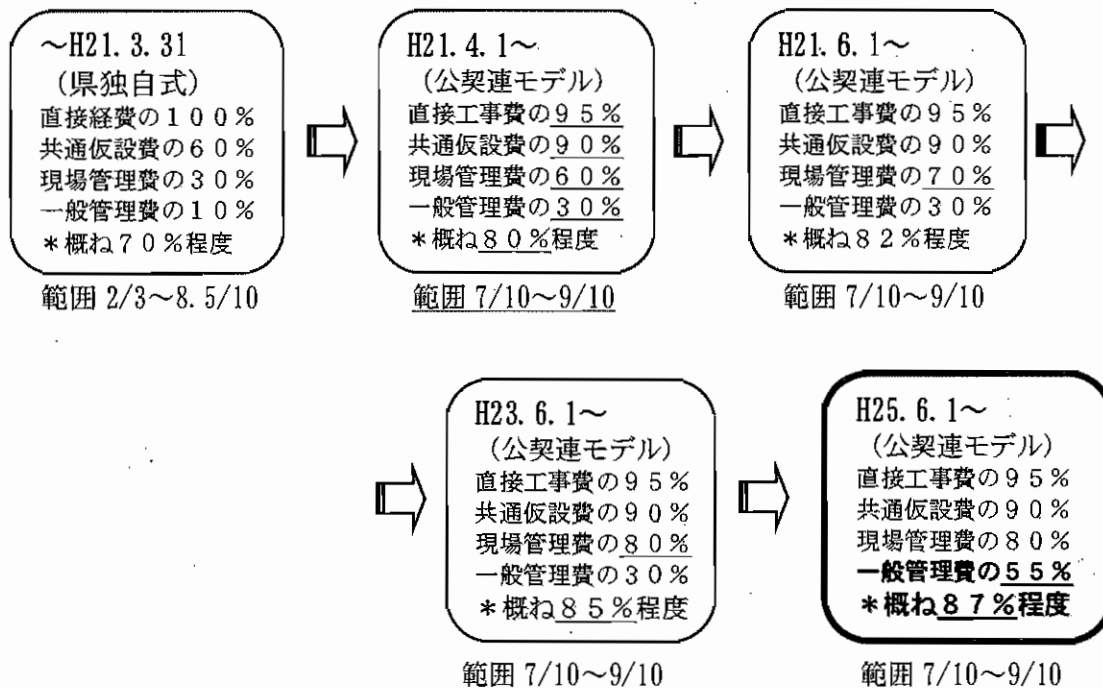 ～H21.3.31
（県独自式）
直接経費の１００％
共通仮設費の６０％
現場管理費の３０％
一般管理費の１０％
＊概ね７０％程度
範囲 2/3～8.5/10
H21.4.1～
（公契連モデル）
直接工事費の９５％
共通仮設費の９０％
現場管理費の６０％
一般管理費の３０％
＊概ね８０％程度
範囲 7/10～9/10
H21.6.1～
（公契連モデル）
直接工事費の９５％
共通仮設費の９０％
現場管理費の７０％
一般管理費の３０％
＊概ね８２％程度
範囲 7/10～9/10
H23.6.1～
（公契連モデル）
直接工事費の９５％
共通仮設費の９０％
現場管理費の８０％
一般管理費の３０％
＊概ね８５％程度
範囲 7/10～9/10
H25.6.1～
（公契連モデル）
直接工事費の９５％
共通仮設費の９０％
現場管理費の８０％
一般管理費の５５％
＊概ね８７％程度
範囲 7/10～9/10